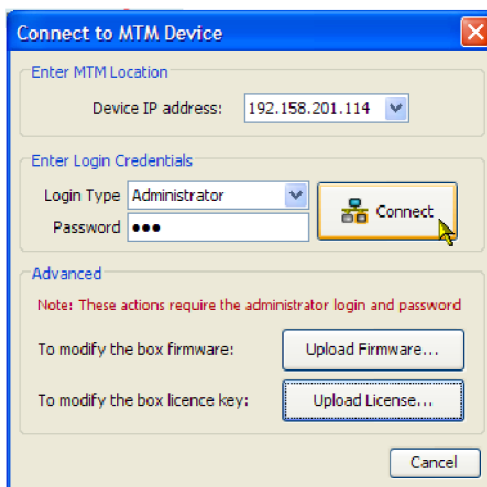 Connect to MTM Device
Enter MTM Location
Device IP address: 192.158.201.114
Enter Login Credentials
Login Type Administrator
Password ●●●
Connect
Advanced
Note: These actions require the administrator login and password
To modify the box firmware: Upload Firmware...
To modify the box licence key: Upload License...
Cancel